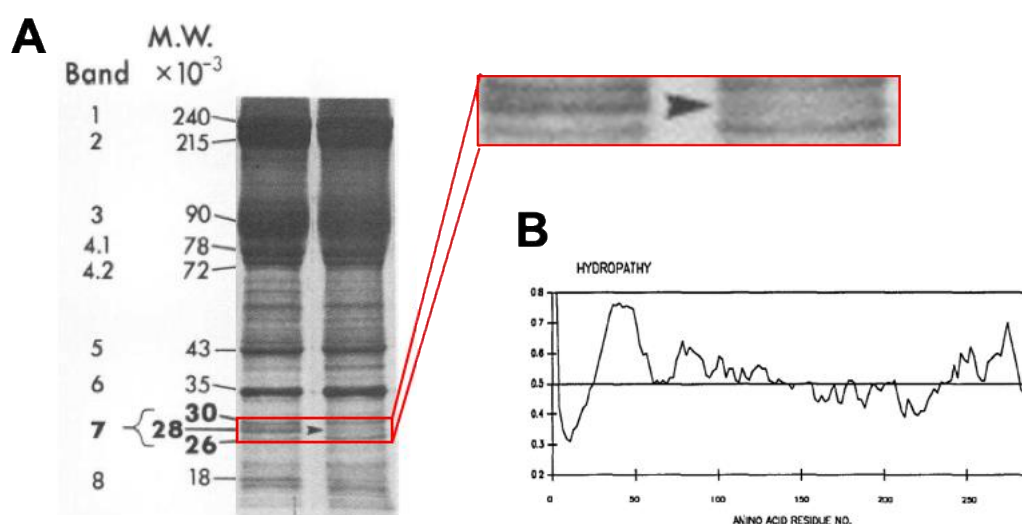 A
M.W.
Band ×10⁻³
1 240
2 215
3 90
4.1 78
4.2 72
5 43
6 35
30
7 28
26
8 18
B
HYDROPATHY
0.8
0.7
0.6
0.5
0.4
0.3
0.2
0 50 100 150 200 250
AMINO ACID RESIDUE NO.